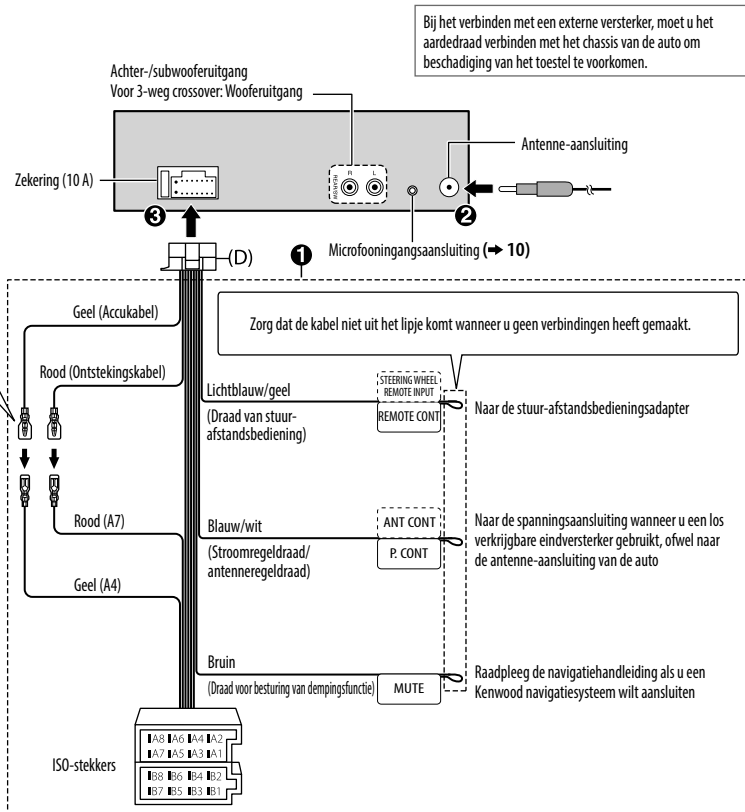 Bij het verbinden met een externe versterker, moet u het
aardedraad verbinden met het chassis van de auto om
beschadiging van het toestel te voorkomen.
Achter-/subwooferuitgang
Voor 3-weg crossover: Wooferuitgang
Antenne-aansluiting
Zekering (10 A)
REAR/SW
R
L
❸
❷
Microfooningangsaansluiting (➜ 10)
(D)
❶
Geel (Accukabel)
Zorg dat de kabel niet uit het lipje komt wanneer u geen verbindingen heeft gemaakt.
Rood (Ontstekingskabel)
Lichtblauw/geel
(Draad van stuur-
afstandsbediening)
STEERING WHEEL
REMOTE INPUT
REMOTE CONT
Naar de stuur-afstandsbedieningsadapter
Rood (A7)
Blauw/wit
(Stroomregeldraad/
antenneregeldraad)
ANT CONT
P. CONT
Naar de spanningsaansluiting wanneer u een los
verkrijgbare eindversterker gebruikt, ofwel naar
de antenne-aansluiting van de auto
Geel (A4)
Bruin
(Draad voor besturing van dempingsfunctie)
MUTE
Raadpleeg de navigatiehandleiding als u een
Kenwood navigatiesysteem wilt aansluiten
ISO-stekkers
A8 A6 A4 A2
A7 A5 A3 A1
B8 B6 B4 B2
B7 B5 B3 B1